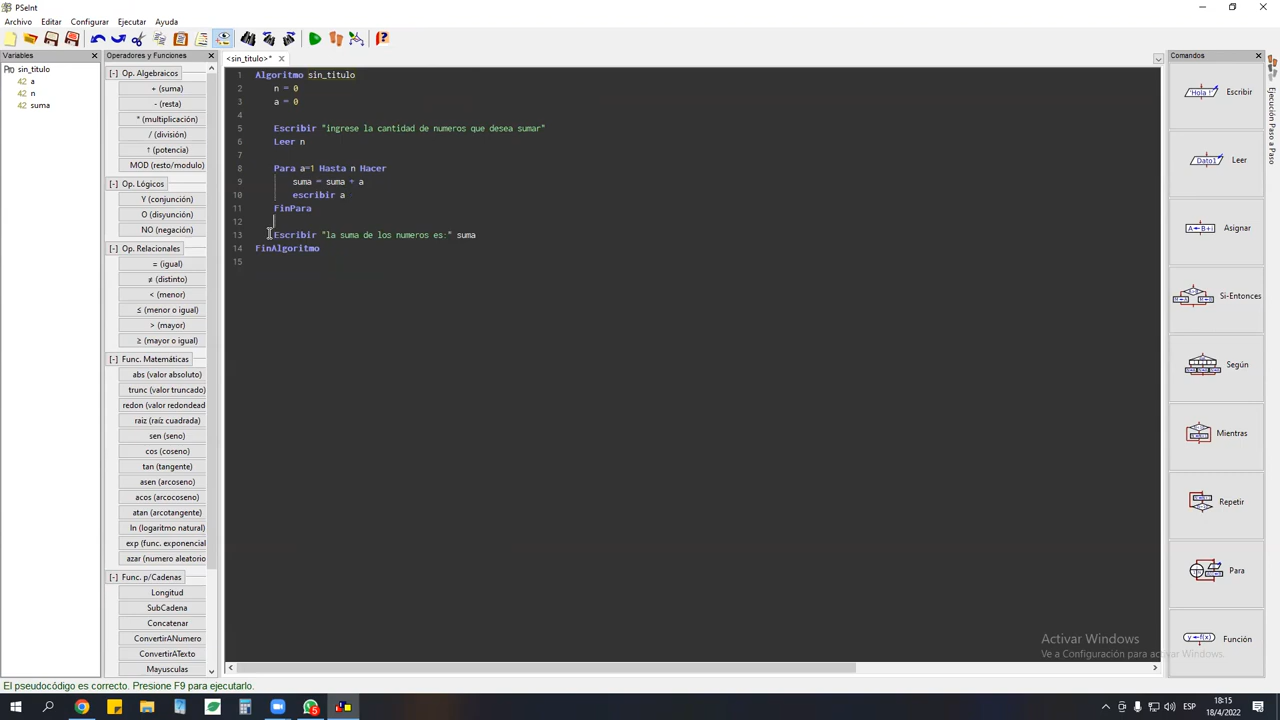 PSeInt
Archivo Editar Configurar Ejecutar Ayuda
Variables
sin_titulo
42 a
42 n
42 suma
Operadores y Funciones
[-] Op. Algebraicos
+ (suma)
- (resta)
* (multiplicación)
/ (división)
↑ (potencia)
MOD (resto/modulo)
[-] Op. Lógicos
Y (conjunción)
O (disyunción)
NO (negación)
[-] Op. Relacionales
= (igual)
≠ (distinto)
< (menor)
≤ (menor o igual)
> (mayor)
≥ (mayor o igual)
[-] Func. Matemáticas
abs (valor absoluto)
trunc (valor truncado)
redon (valor redondead
raiz (raíz cuadrada)
sen (seno)
cos (coseno)
tan (tangente)
asen (arcoseno)
acos (arcocoseno)
atan (arcotangente)
ln (logaritmo natural)
exp (func. exponencial
azar (numero aleatorio
[-] Func. p/Cadenas
Longitud
SubCadena
Concatenar
ConvertirANumero
ConvertirATexto
Mayusculas
<sin_titulo>*
1 Algoritmo sin_titulo
2 n = 0
3 a = 0
4
5 Escribir "ingrese la cantidad de numeros que desea sumar"
6 Leer n
7
8 Para a=1 Hasta n Hacer
9 suma = suma + a
10 escribir a
11 FinPara
12
13 Escribir "la suma de los numeros es:" suma
14 FinAlgoritmo
15
Comandos
'Hola !' Escribir
Dato1 Leer
A←B+i Asignar
Si-Entonces
Según
Mientras
Repetir
Para
y←f(x) Función
Ejecución Paso a Paso
Activar Windows
Ve a Configuración para activar Windows.
El pseudocódigo es correcto. Presione F9 para ejecutarlo.
5
ESP
18:15
18/4/2022